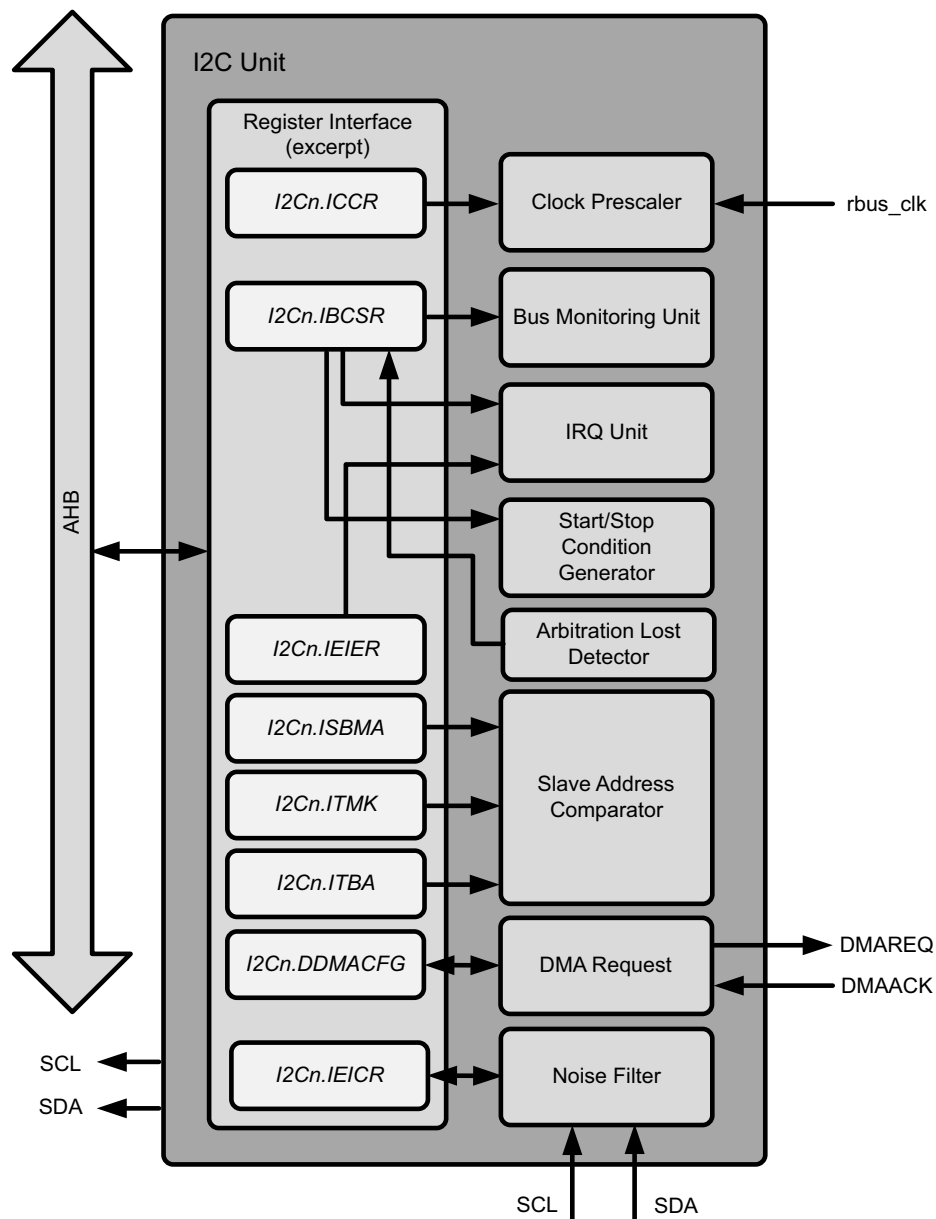 I2C Unit
Register Interface
(excerpt)
I2Cn.ICCR
Clock Prescaler
rbus_clk
I2Cn.IBCSR
Bus Monitoring Unit
IRQ Unit
AHB
Start/Stop
Condition
Generator
I2Cn.IEIER
Arbitration Lost
Detector
I2Cn.ISBMA
I2Cn.ITMK
Slave Address
Comparator
I2Cn.ITBA
I2Cn.DDMACFG
DMA Request
DMAREQ
DMAACK
SCL
SDA
I2Cn.IEICR
Noise Filter
SCL
SDA